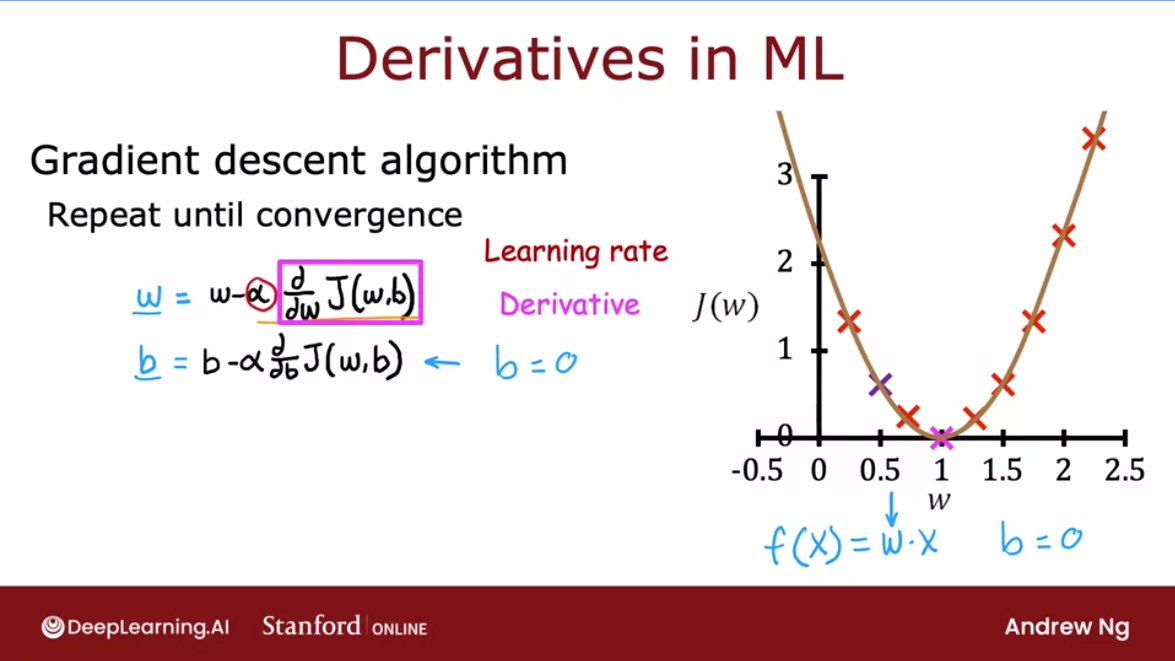 Derivatives in ML
Gradient descent algorithm
Repeat until convergence
Learning rate
w = w-α d/dw J(w,b)
Derivative
b = b-α d/db J(w,b) ← b = 0
J(w)
3
2
1
0
-0.5 0 0.5 1 1.5 2 2.5
w
f(x) = w·x b = 0
DeepLearning.AI Stanford ONLINE Andrew Ng